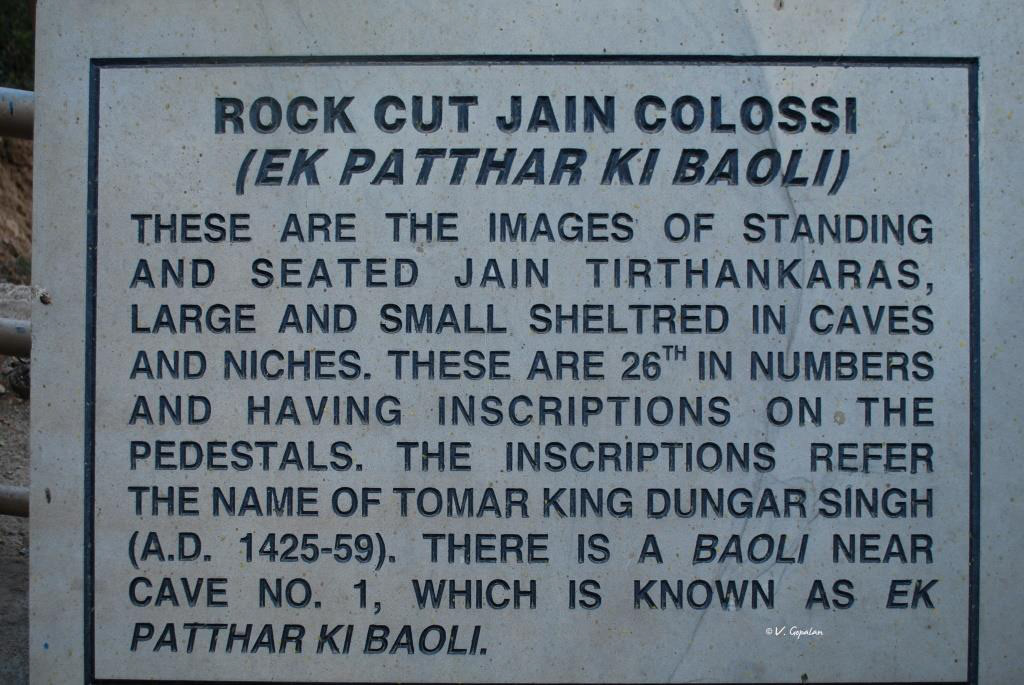 ROCK CUT JAIN COLOSSI
(EK PATTHAR KI BAOLI)
THESE ARE THE IMAGES OF STANDING
AND SEATED JAIN TIRTHANKARAS,
LARGE AND SMALL SHELTRED IN CAVES
AND NICHES. THESE ARE 26TH IN NUMBERS
AND HAVING INSCRIPTIONS ON THE
PEDESTALS. THE INSCRIPTIONS REFER
THE NAME OF TOMAR KING DUNGAR SINGH
(A.D. 1425-59). THERE IS A BAOLI NEAR
CAVE NO. 1, WHICH IS KNOWN AS EK
PATTHAR KI BAOLI.
© V. Gopalan